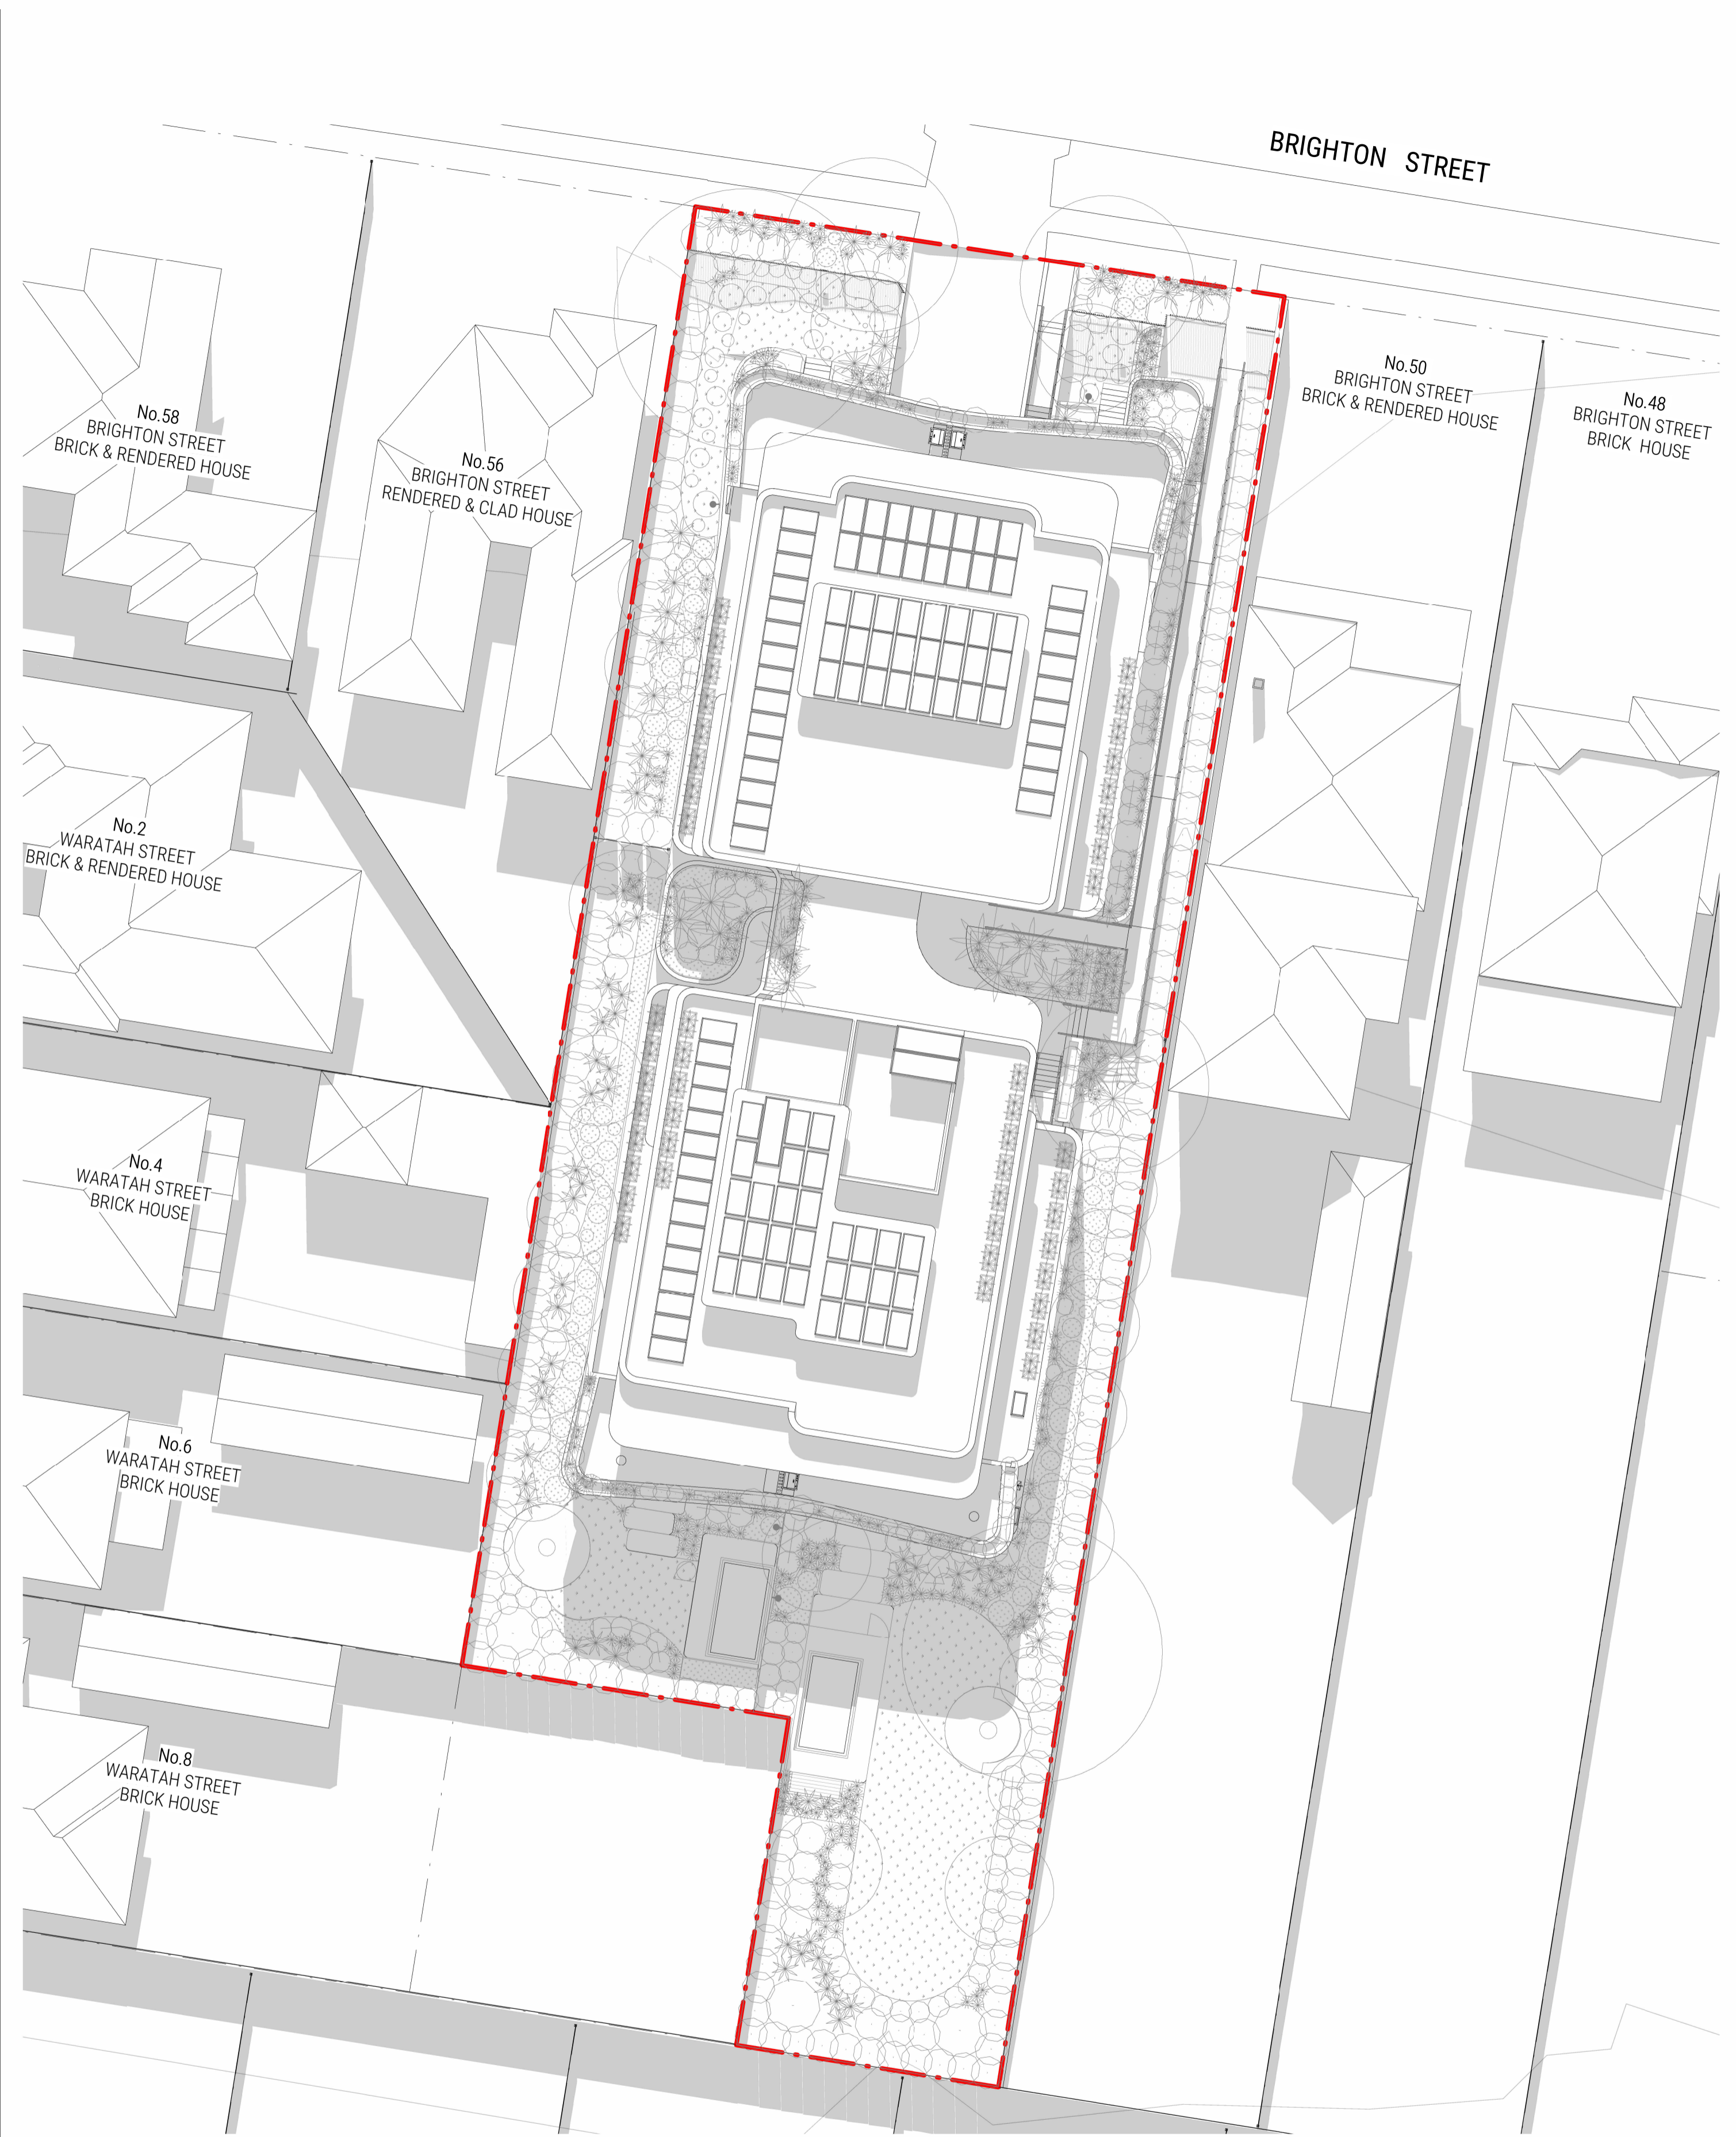 BRIGHTON STREET
No.50
BRIGHTON STREET
BRICK & RENDERED HOUSE
No.48
BRIGHTON STREET
BRICK HOUSE
No.58
BRIGHTON STREET
BRICK & RENDERED HOUSE
No.56
BRIGHTON STREET
RENDERED & CLAD HOUSE
No.2
WARATAH STREET
BRICK & RENDERED HOUSE
No.4
WARATAH STREET
BRICK HOUSE
No.6
WARATAH STREET
BRICK HOUSE
No.8
WARATAH STREET
BRICK HOUSE